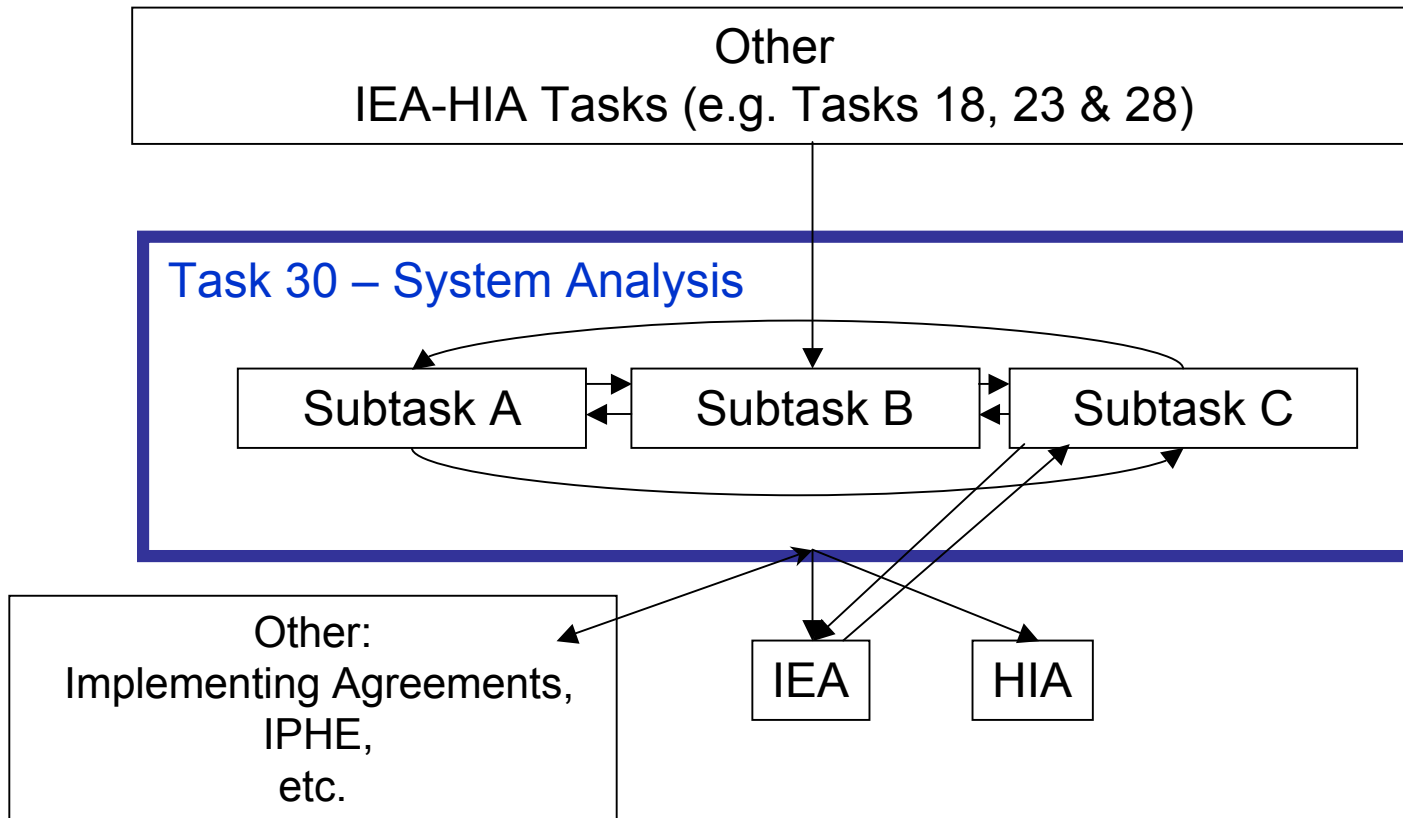 Other
IEA-HIA Tasks (e.g. Tasks 18, 23 & 28)
Task 30 – System Analysis
Subtask A
Subtask B
Subtask C
Other:
Implementing Agreements,
IPHE,
etc.
IEA
HIA